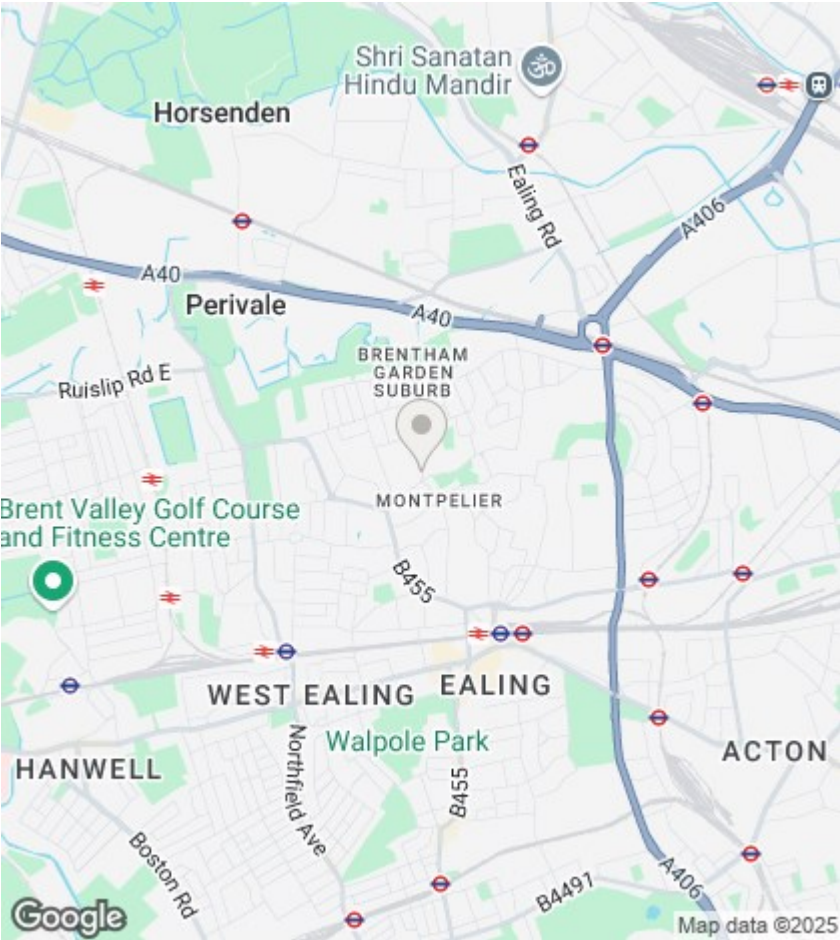 Shri Sanatan
Hindu Mandir
ॐ
Horsenden
Ealing Rd
A406
A40
Perivale
A40
BRENTHAM
GARDEN
SUBURB
Ruislip Rd E
MONTPELIER
Brent Valley Golf Course
and Fitness Centre
B455
WEST EALING
EALING
Walpole Park
Northfield Ave
B455
ACTON
HANWELL
Boston Rd
B4491
A406
Google
Map data ©2025